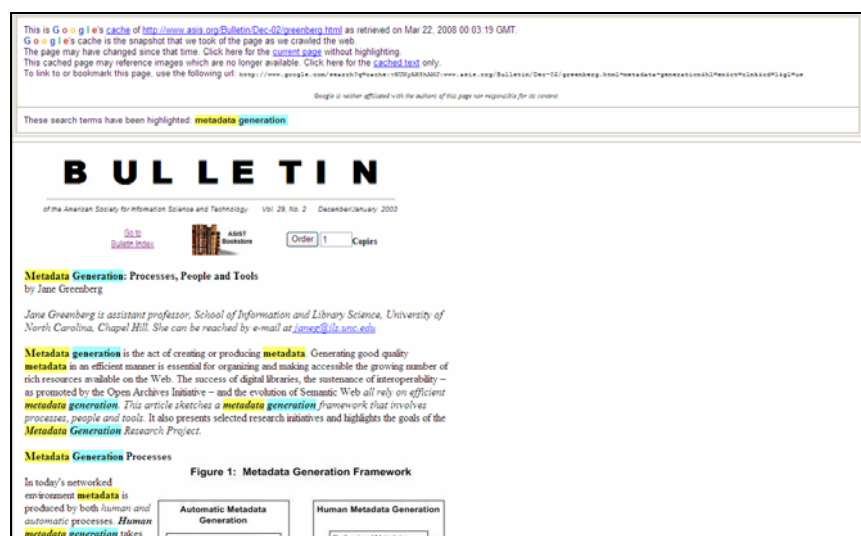 This is Google's cache of http://www.asis.org/Bulletin/Dec-02/greenberg.html as retrieved on Mar 22, 2008 00:03:19 GMT.
Google's cache is the snapshot that we took of the page as we crawled the web.
The page may have changed since that time. Click here for the current page without highlighting.
This cached page may reference images which are no longer available. Click here for the cached text only.
To link to or bookmark this page, use the following url:
Google is neither affiliated with the authors of this page nor responsible for its content.
These search terms have been highlighted: metadata generation
BULLETIN
of the American Society for Information Science and Technology Vol. 29, No. 2 December/January 2003
Go to
Bulletin Index
ASIST
Bookstore
Order 1 Copies
Metadata Generation: Processes, People and Tools
by Jane Greenberg
Jane Greenberg is assistant professor, School of Information and Library Science, University of
North Carolina, Chapel Hill. She can be reached by e-mail at janeg@ils.unc.edu
Metadata generation is the act of creating or producing metadata. Generating good quality
metadata in an efficient manner is essential for organizing and making accessible the growing number of
rich resources available on the Web. The success of digital libraries, the sustenance of interoperability –
as promoted by the Open Archives Initiative – and the evolution of Semantic Web all rely on efficient
metadata generation. This article sketches a metadata generation framework that involves
processes, people and tools. It also presents selected research initiatives and highlights the goals of the
Metadata Generation Research Project.
Metadata Generation Processes
Figure 1: Metadata Generation Framework
In today's networked
environment metadata is
produced by both human and
automatic processes. Human
metadata generation takes
Automatic Metadata
Generation
Human Metadata Generation